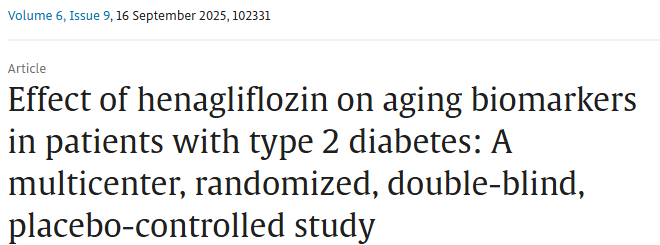 Volume 6, Issue 9, 16 September 2025, 102331
Article
Effect of henagliflozin on aging biomarkers
in patients with type 2 diabetes: A
multicenter, randomized, double-blind,
placebo-controlled study